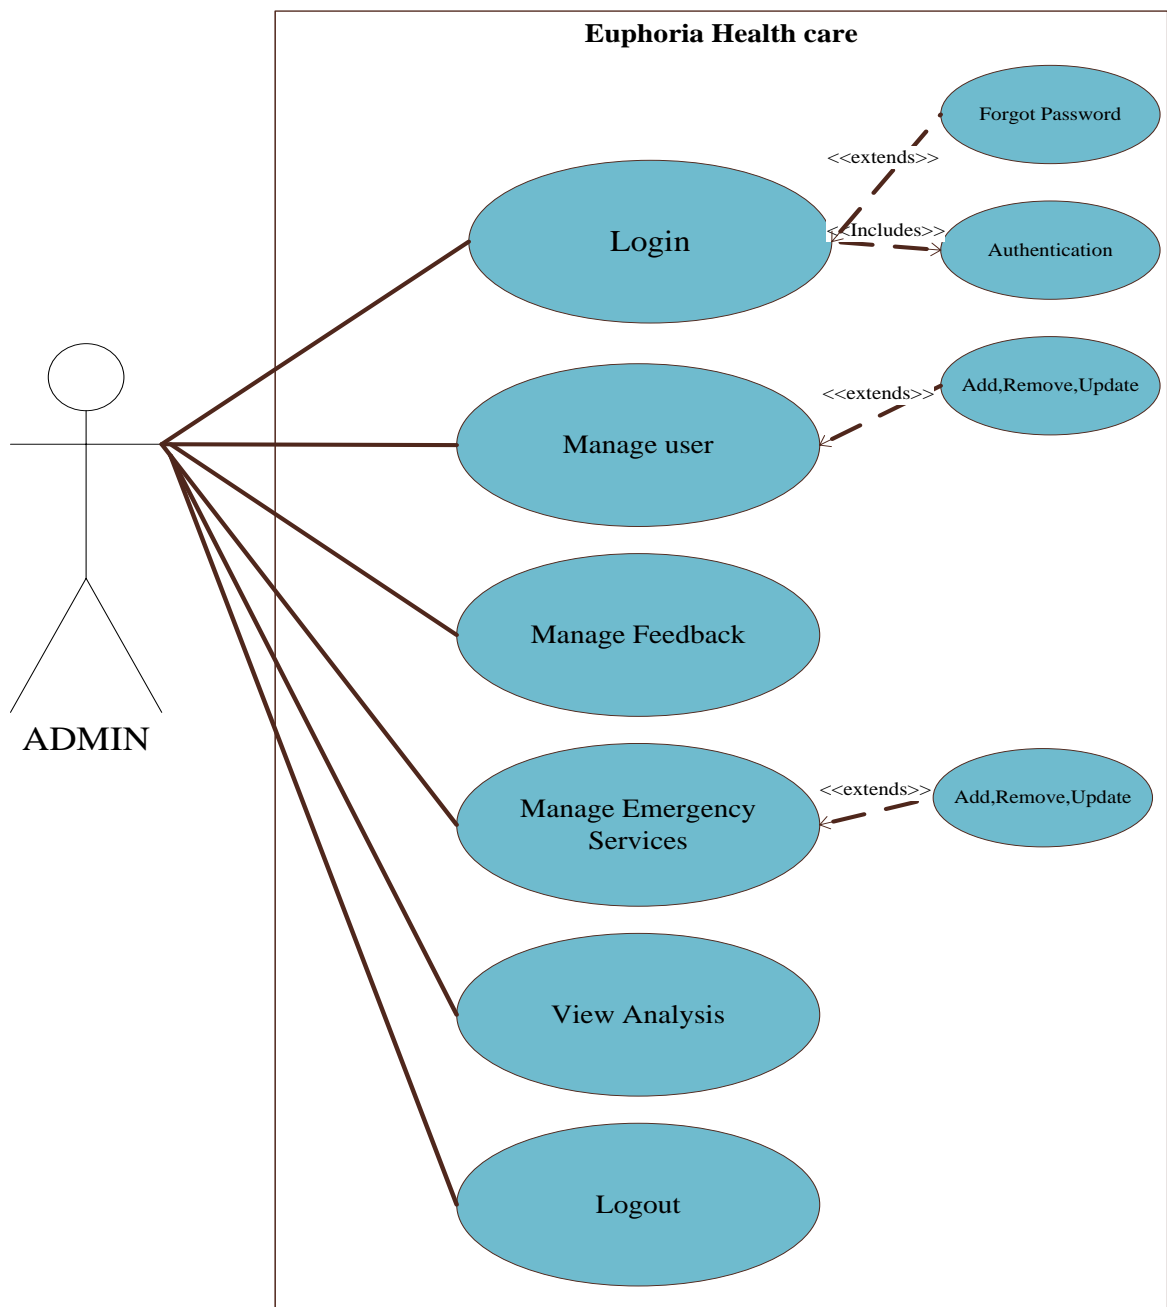 Euphoria Health care
Forgot Password
<<extends>>
Login
<<Includes>>
Authentication
Add,Remove,Update
<<extends>>
Manage user
Manage Feedback
ADMIN
<<extends>>
Add,Remove,Update
Manage Emergency
Services
View Analysis
Logout